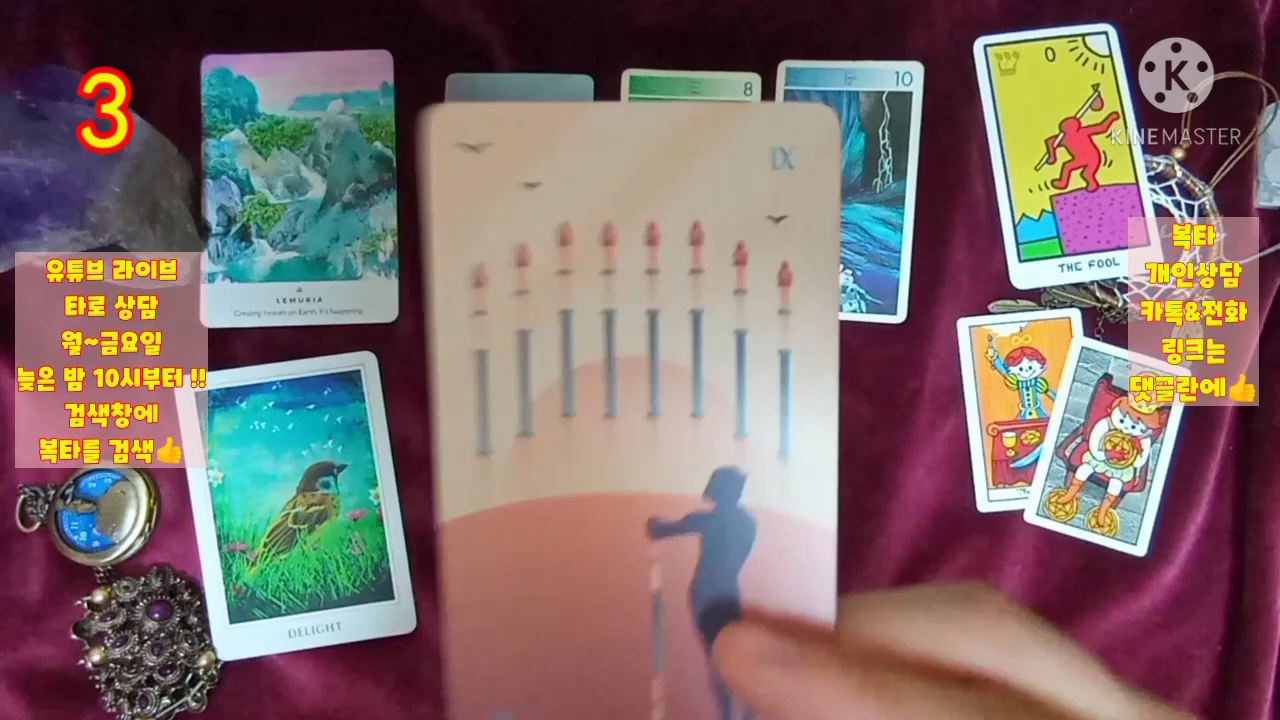 3
유튜브 라이브
타로 상담
월~금요일
늦은 밤 10시부터 !!
검색창에
복타를 검색👍
LEMURIA
Creating heaven on Earth. It's happening.
DELIGHT
8
10
IX
0
THE FOOL
K
KINEMASTER
복타
개인상담
카톡&전화
링크는
댓글란에👍